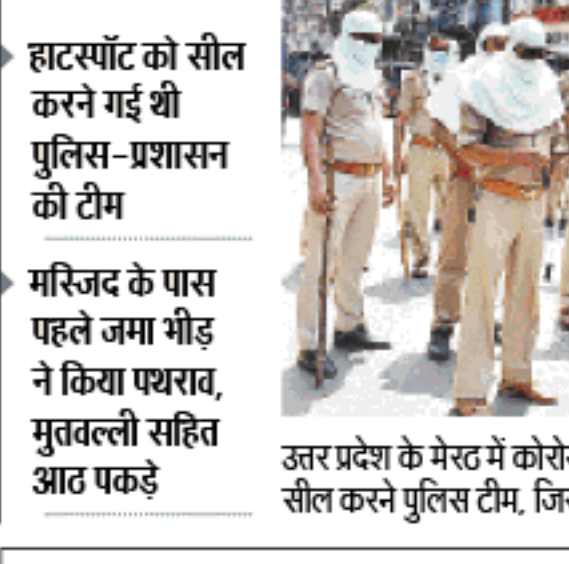 हाटस्पॉट को सील
करने गई थी
पुलिस-प्रशासन
की टीम
मस्जिद के पास
पहले जमा भीड़
ने किया पथराव,
मुतवल्ली सहित
आठ पकड़े
उत्तर प्रदेश के मेरठ में
सील करने पुलिस टीम,